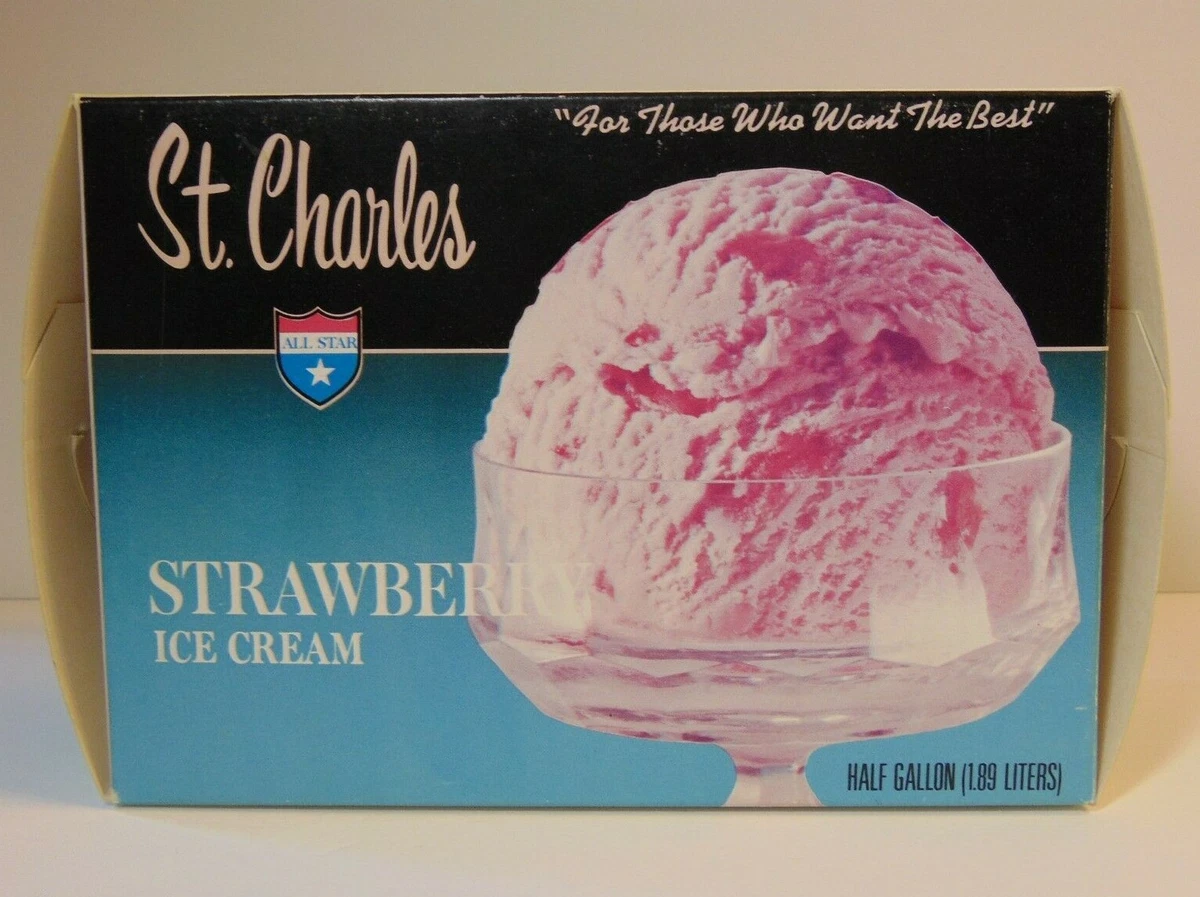 "For Those Who Want The Best"
St. Charles
ALL STAR
STRAWBERRY
ICE CREAM
HALF GALLON (1.89 LITERS)